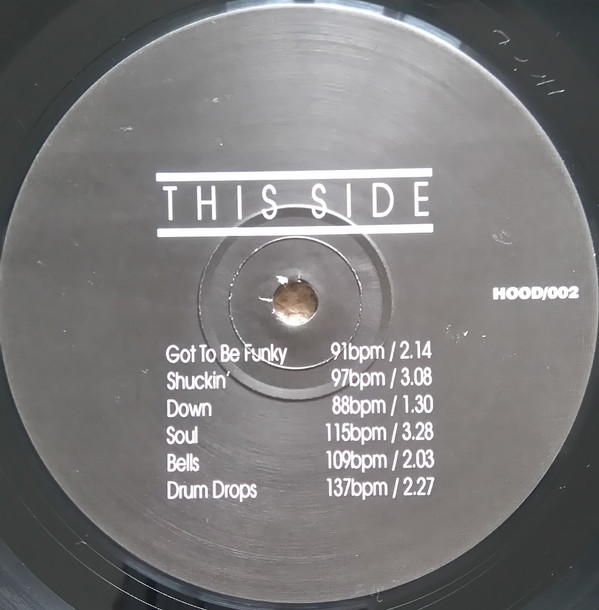 THIS SIDE
HOOD/002
Got To Be Funky 91bpm / 2.14
Shuckin' 97bpm / 3.08
Down 88bpm / 1.30
Soul 115bpm / 3.28
Bells 109bpm / 2.03
Drum Drops 137bpm / 2.27